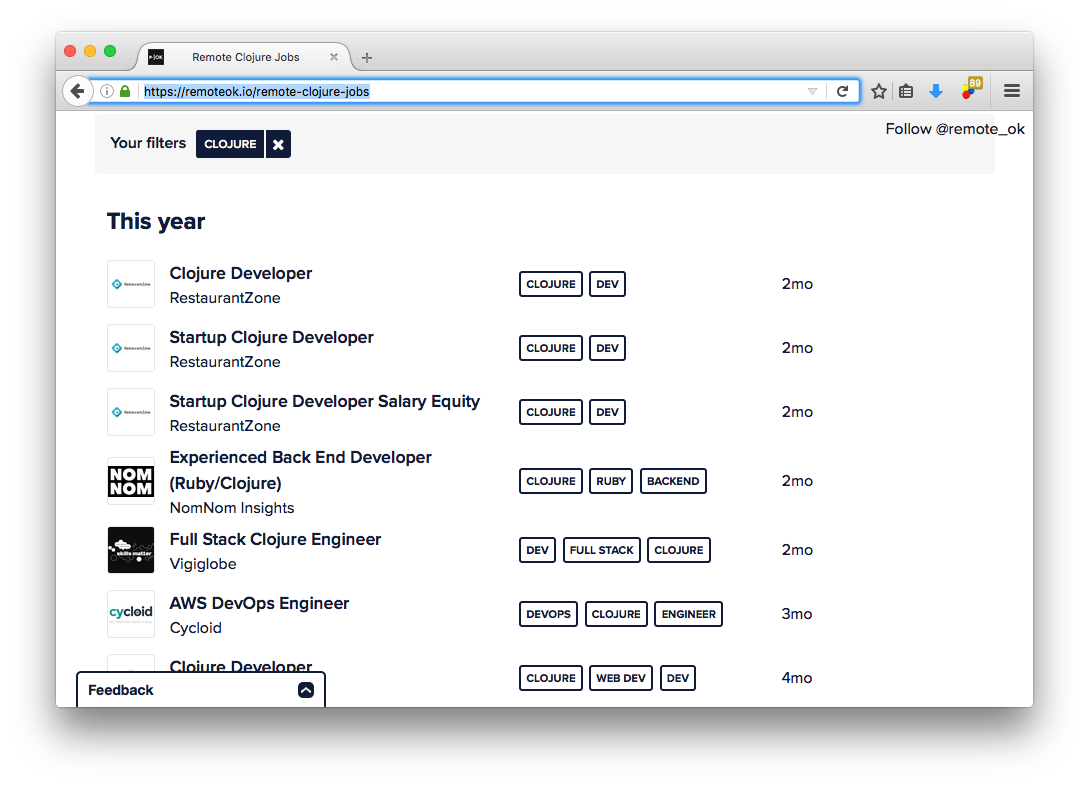 Remote Clojure Jobs
https://remoteok.io/remote-clojure-jobs
89
Your filters CLOJURE
Follow @remote_ok
This year
RestaurantZone
Clojure Developer
RestaurantZone
CLOJURE DEV 2mo
RestaurantZone
Startup Clojure Developer
RestaurantZone
CLOJURE DEV 2mo
RestaurantZone
Startup Clojure Developer Salary Equity
RestaurantZone
CLOJURE DEV 2mo
NOM
NOM
Experienced Back End Developer
(Ruby/Clojure)
NomNom Insights
CLOJURE RUBY BACKEND 2mo
skills matter
Full Stack Clojure Engineer
Vigiglobe
DEV FULL STACK CLOJURE 2mo
cycloid
AWS DevOps Engineer
Cycloid
DEVOPS CLOJURE ENGINEER 3mo
Clojure Developer
CLOJURE WEB DEV DEV 4mo
Feedback